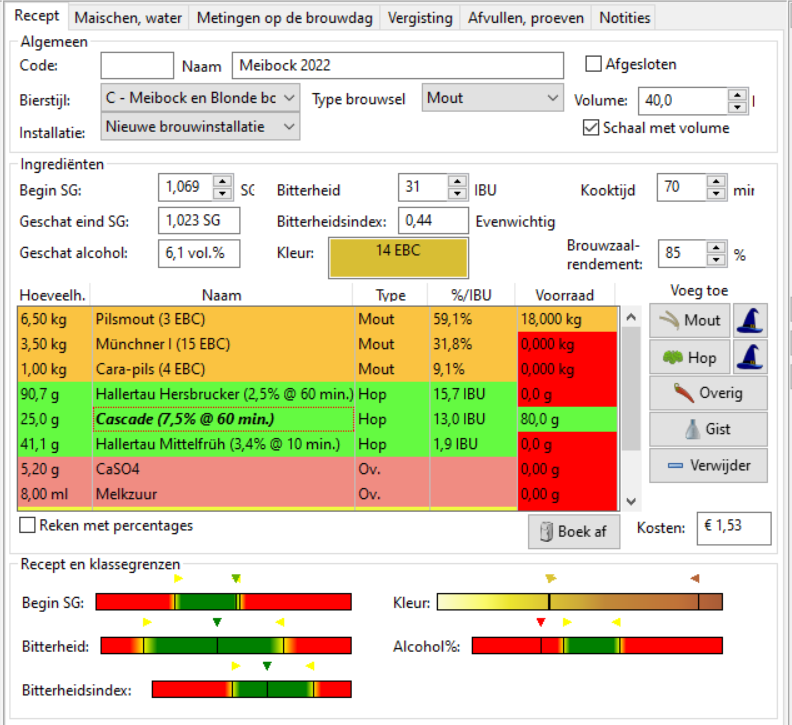 Recept Maischen, water Metingen op de brouwdag Vergisting Afvullen, proeven Notities
Algemeen
Code: Naam Meibock 2022 Afgesloten
Bierstijl: C - Meibock en Blonde bc Type brouwsel Mout Volume: 40,0 l
Installatie: Nieuwe brouwinstallatie Schaal met volume
Ingrediënten
Begin SG: 1,069 SG Bitterheid 31 IBU Kooktijd 70 min
Geschat eind SG: 1,023 SG Bitterheidsindex: 0,44 Evenwichtig
Geschat alcohol: 6,1 vol.% Kleur: 14 EBC Brouwzaal-
rendement: 85 %
Hoeveelh. Naam Type %/IBU Voorraad Voeg toe
6,50 kg Pilsmout (3 EBC) Mout 59,1% 18,000 kg Mout
3,50 kg Münchner I (15 EBC) Mout 31,8% 0,000 kg
1,00 kg Cara-pils (4 EBC) Mout 9,1% 0,000 kg Hop
90,7 g Hallertau Hersbrucker (2,5% @ 60 min.) Hop 15,7 IBU 0,0 g Overig
25,0 g Cascade (7,5% @ 60 min.) Hop 13,0 IBU 80,0 g Gist
41,1 g Hallertau Mittelfrüh (3,4% @ 10 min.) Hop 1,9 IBU 0,0 g
5,20 g CaSO4 Ov. 0,00 g Verwijder
8,00 ml Melkzuur Ov. 0,00 g
Reken met percentages Boek af Kosten: € 1,53
Recept en klassegrenzen
Begin SG: Kleur:
Bitterheid: Alcohol%:
Bitterheidsindex: